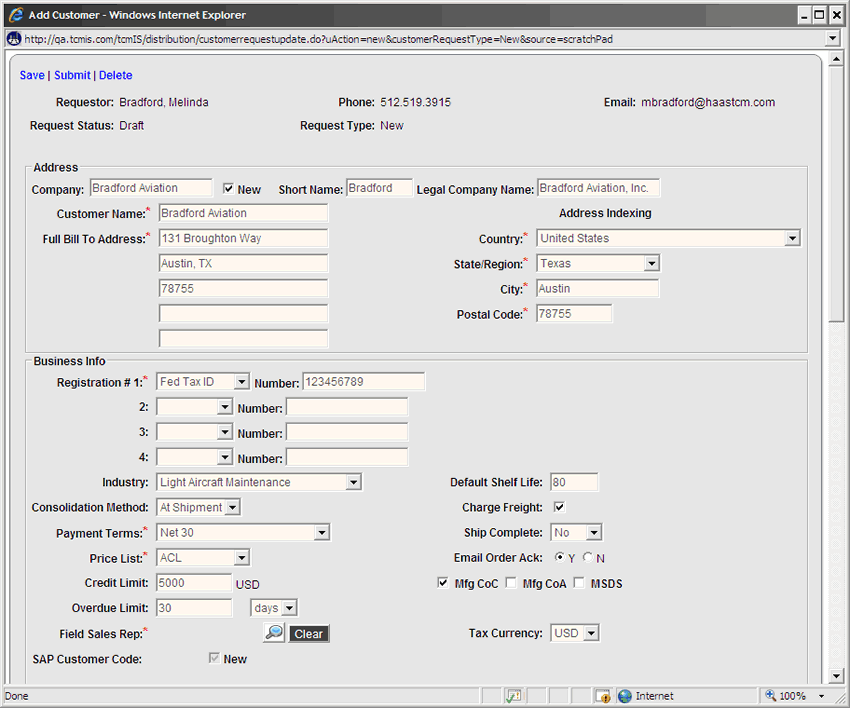 Add Customer - Windows Internet Explorer
http://qa.tcmis.com/tcmIS/distribution/customerrequestupdate.do?uAction=new&customerRequestType=New&source=scratchPad
Save | Submit | Delete
Requestor: Bradford, Melinda Phone: 512.519.3915 Email: mbradford@haastcm.com
Request Status: Draft Request Type: New
Address
Company: Bradford Aviation New Short Name: Bradford Legal Company Name: Bradford Aviation, Inc.
Customer Name:* Bradford Aviation Address Indexing
Full Bill To Address:* 131 Broughton Way Country:* United States
Austin, TX State/Region:* Texas
78755 City:* Austin
Postal Code:* 78755
Business Info
Registration # 1:* Fed Tax ID Number: 123456789
2: Number:
3: Number:
4: Number:
Industry: Light Aircraft Maintenance Default Shelf Life: 80
Consolidation Method: At Shipment Charge Freight:
Payment Terms:* Net 30 Ship Complete: No
Price List:* ACL Email Order Ack: Y N
Credit Limit: 5000 USD Mfg CoC Mfg CoA MSDS
Overdue Limit: 30 days
Field Sales Rep:* Clear Tax Currency: USD
SAP Customer Code: New
Done Internet 100%